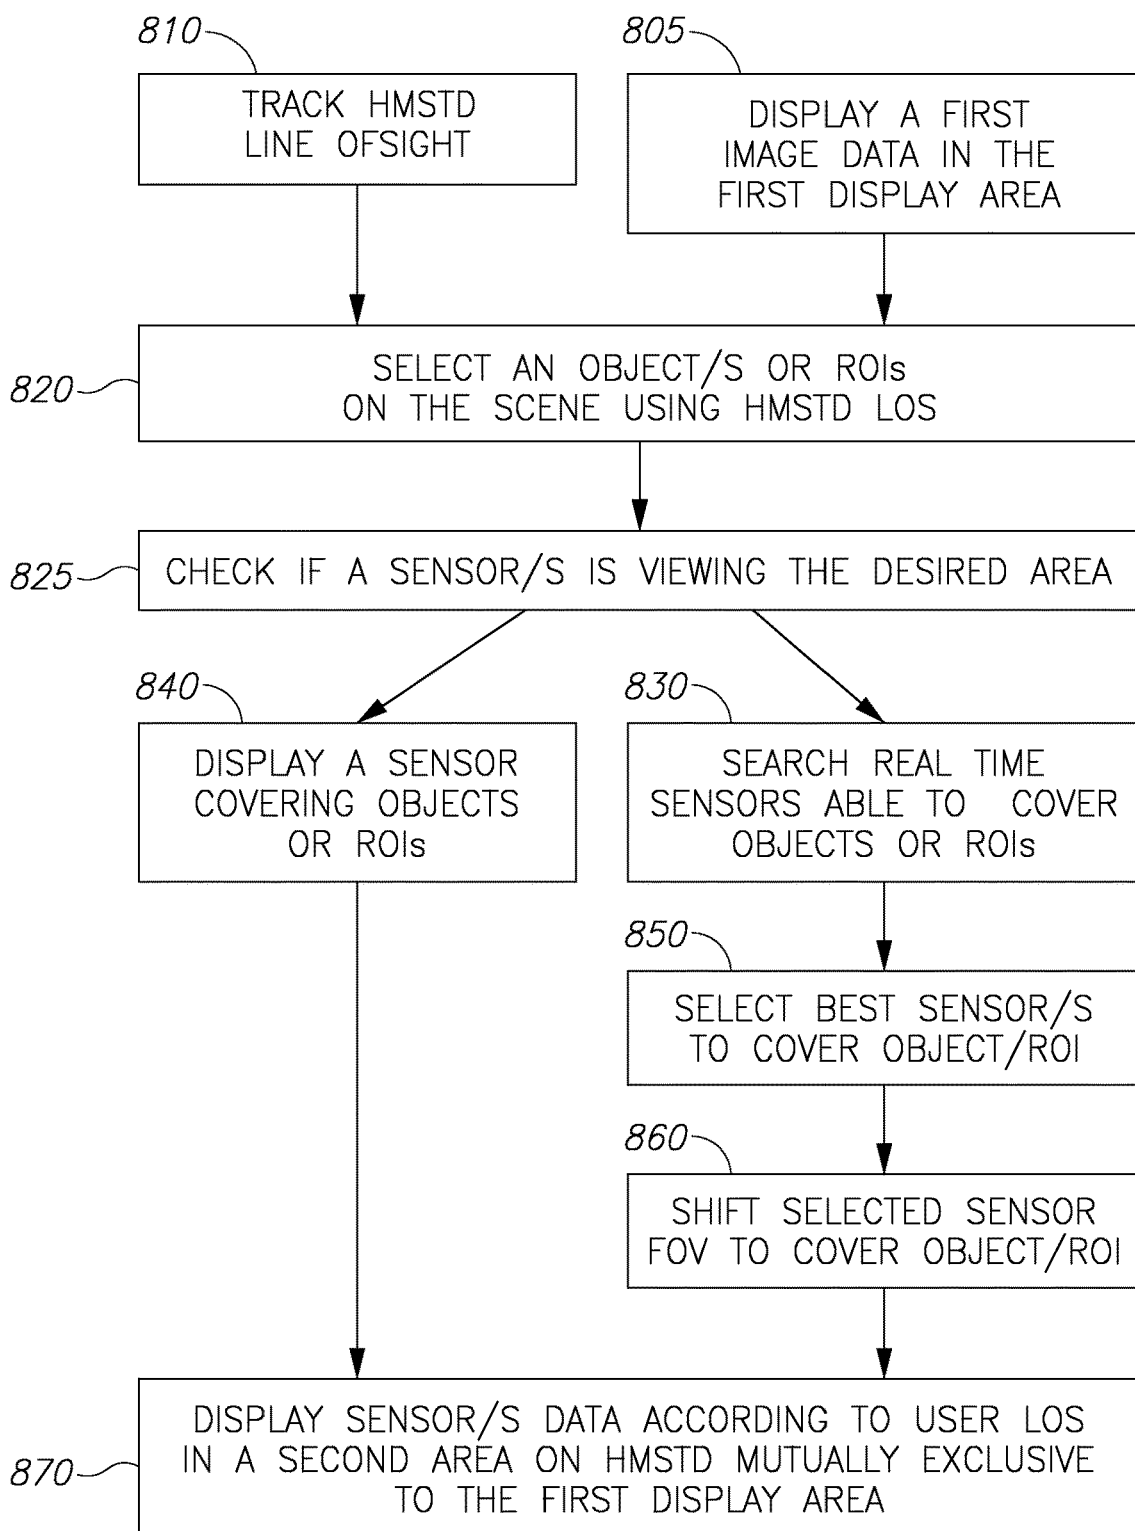 810
TRACK HMSTD
LINE OFSIGHT
805
DISPLAY A FIRST
IMAGE DATA IN THE
FIRST DISPLAY AREA
820
SELECT AN OBJECT/S OR ROIs
ON THE SCENE USING HMSTD LOS
825
CHECK IF A SENSOR/S IS VIEWING THE DESIRED AREA
840
DISPLAY A SENSOR
COVERING OBJECTS
OR ROIs
830
SEARCH REAL TIME
SENSORS ABLE TO COVER
OBJECTS OR ROIs
850
SELECT BEST SENSOR/S
TO COVER OBJECT/ROI
860
SHIFT SELECTED SENSOR
FOV TO COVER OBJECT/ROI
870
DISPLAY SENSOR/S DATA ACCORDING TO USER LOS
IN A SECOND AREA ON HMSTD MUTUALLY EXCLUSIVE
TO THE FIRST DISPLAY AREA